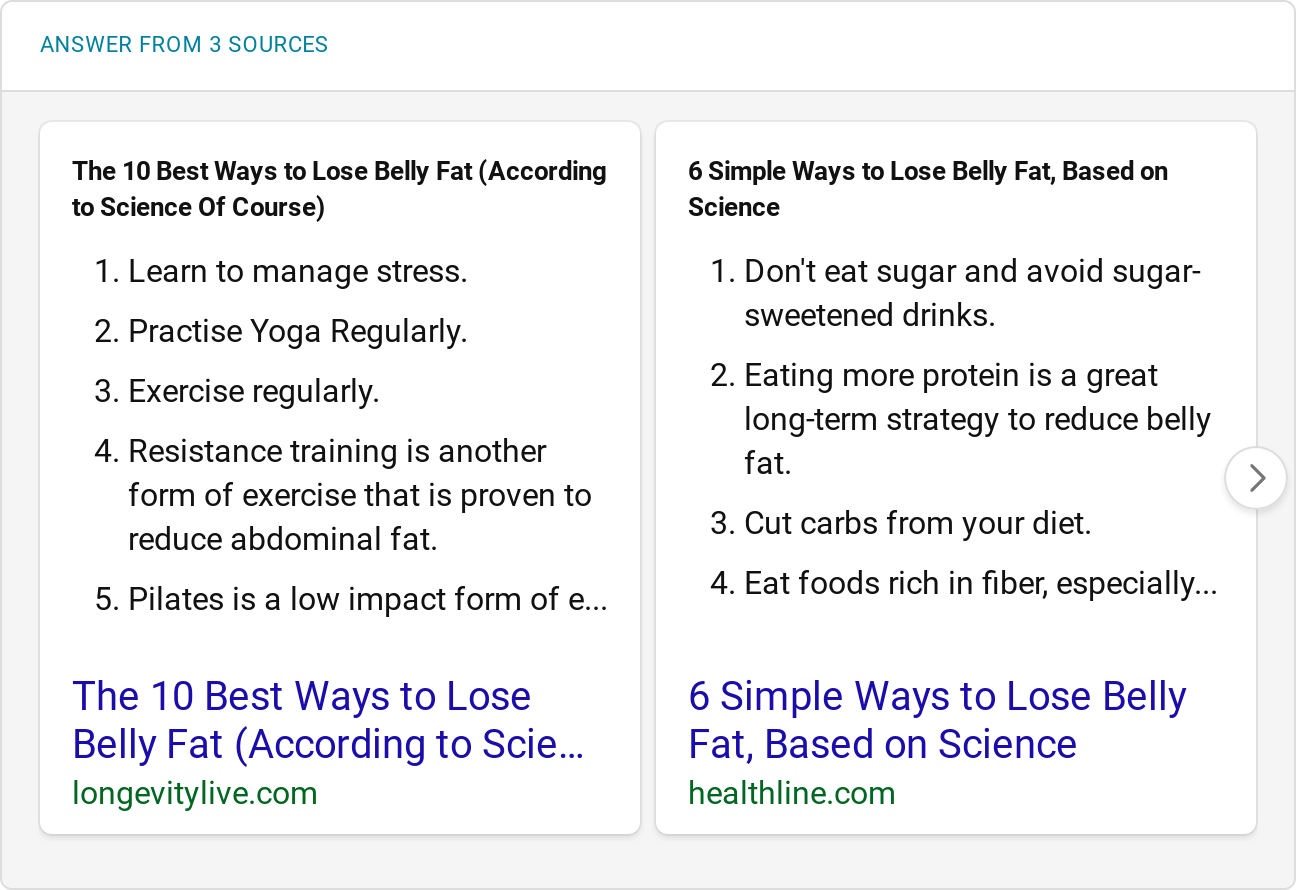 ANSWER FROM 3 SOURCES
The 10 Best Ways to Lose Belly Fat (According
to Science Of Course)
1. Learn to manage stress.
2. Practise Yoga Regularly.
3. Exercise regularly.
4. Resistance training is another
form of exercise that is proven to
reduce abdominal fat.
5. Pilates is a low impact form of e...
The 10 Best Ways to Lose
Belly Fat (According to Scie...
longevitylive.com
6 Simple Ways to Lose Belly Fat, Based on
Science
1. Don't eat sugar and avoid sugar-
sweetened drinks.
2. Eating more protein is a great
long-term strategy to reduce belly
fat.
3. Cut carbs from your diet.
4. Eat foods rich in fiber, especially...
6 Simple Ways to Lose Belly
Fat, Based on Science
healthline.com